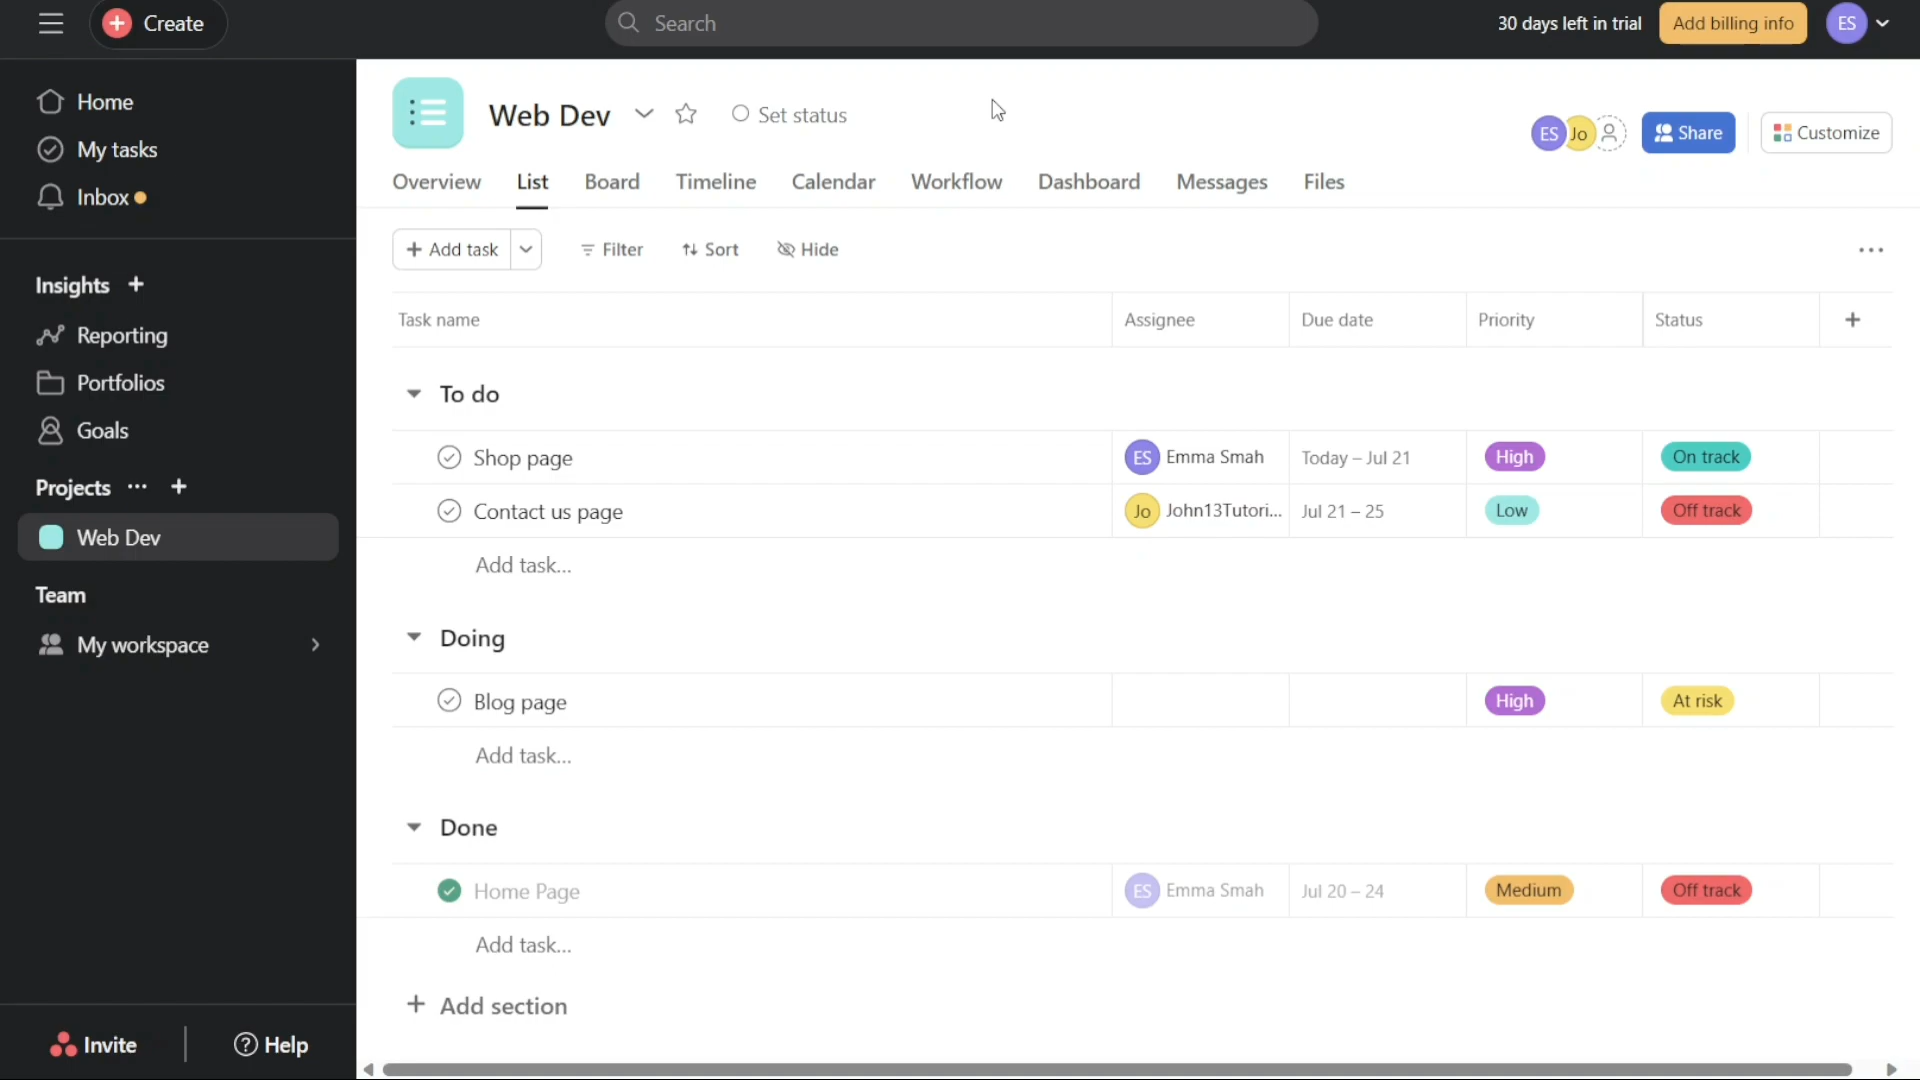 Create
Search
30 days left in trial
Add billing info
ES
Home
My tasks
Inbox
Insights +
Reporting
Portfolios
Goals
Projects ... +
Web Dev
Team
My workspace
Invite
Help
Web Dev
Set status
ES Jo
Share
Customize
Overview List Board Timeline Calendar Workflow Dashboard Messages Files
+ Add task
Filter
Sort
Hide
...
Task name Assignee Due date Priority Status +
To do
Shop page ES Emma Smah Today – Jul 21 High On track
Contact us page Jo John13Tutori... Jul 21 – 25 Low Off track
Add task...
Doing
Blog page High At risk
Add task...
Done
Home Page ES Emma Smah Jul 20 – 24 Medium Off track
Add task...
+ Add section